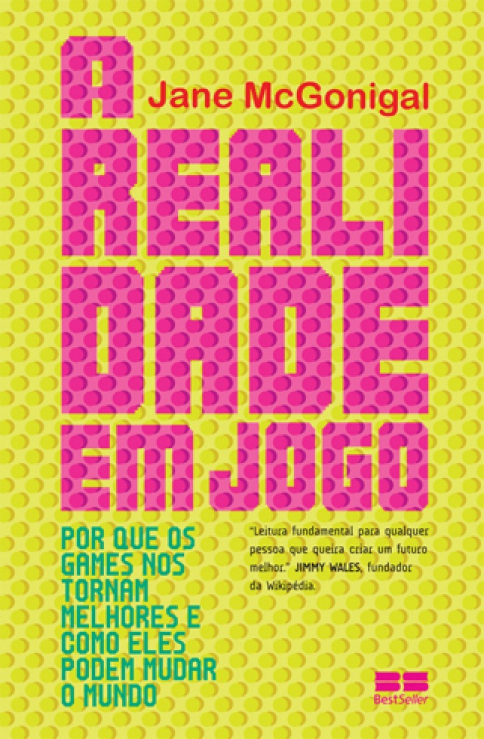 A
Jane McGonigal
REALI
DADE
EM JOGO
POR QUE OS
GAMES NOS
TORNAM
MELHORES E
COMO ELES
PODEM MUDAR
O MUNDO
"Leitura fundamental para qualquer
pessoa que queira criar um futuro
melhor." JIMMY WALES, fundador
da Wikipédia.
BS
BestSeller